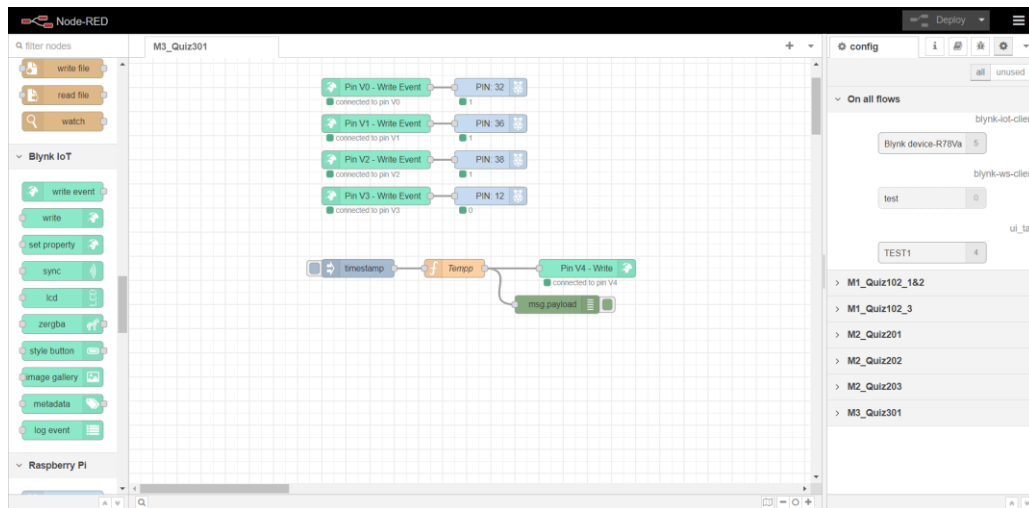 Node-RED
Deploy
filter nodes
write file
read file
watch
Blynk IoT
write event
write
set property
sync
lcd
zergba
style button
image gallery
metadata
log event
Raspberry Pi
M3_Quiz301
Pin V0 - Write Event
PIN: 32
connected to pin V0
1
Pin V1 - Write Event
PIN: 36
connected to pin V1
1
Pin V2 - Write Event
PIN: 38
connected to pin V2
1
Pin V3 - Write Event
PIN: 12
connected to pin V3
0
timestamp
Tempp
Pin V4 - Write
connected to pin V4
msg.payload
config
i
all
unused
On all flows
blynk-iot-clien
Blynk device-R78Va
5
blynk-ws-clien
test
0
ui_ta
TEST1
4
M1_Quiz102_1&2
M1_Quiz102_3
M2_Quiz201
M2_Quiz202
M2_Quiz203
M3_Quiz301